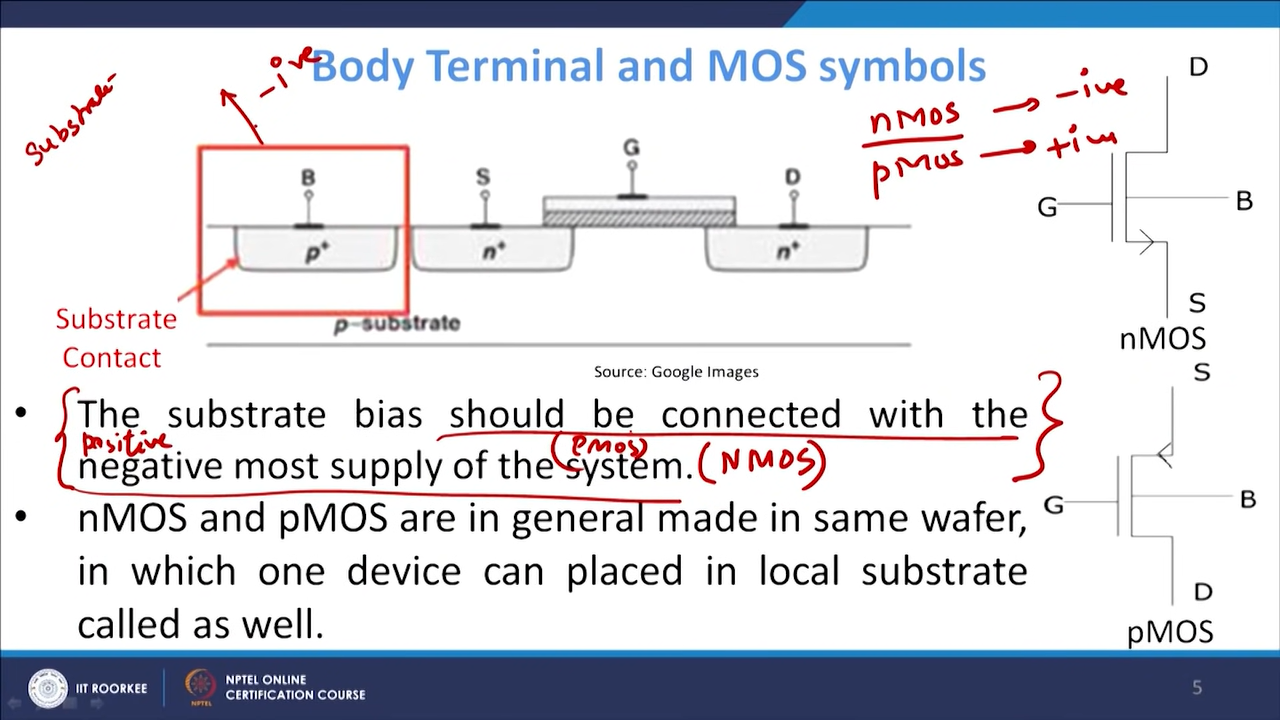 Body Terminal and MOS symbols
Substrate
-ive
nMOS → -ive
pMOS → +ive
B
S
G
D
p+
n+
n+
p-substrate
Substrate
Contact
Source: Google Images
D
G
B
S
nMOS
• The substrate bias should be connected with the
positive (PMOS)
negative most supply of the system. (NMOS)
• nMOS and pMOS are in general made in same wafer,
in which one device can placed in local substrate
called as well.
S
G
B
D
pMOS
IIT ROORKEE
NPTEL ONLINE
CERTIFICATION COURSE
NPTEL
5